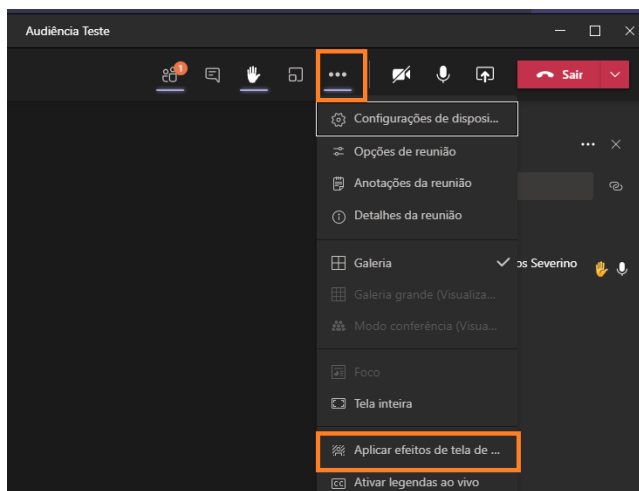 Audiência Teste
1
Sair
Configurações de disposi...
Opções de reunião
Anotações da reunião
Detalhes da reunião
Galeria
os Severino
Galeria grande (Visualiza...
Modo conferência (Visua...
Foco
Tela inteira
Aplicar efeitos de tela de ...
CC Ativar legendas ao vivo